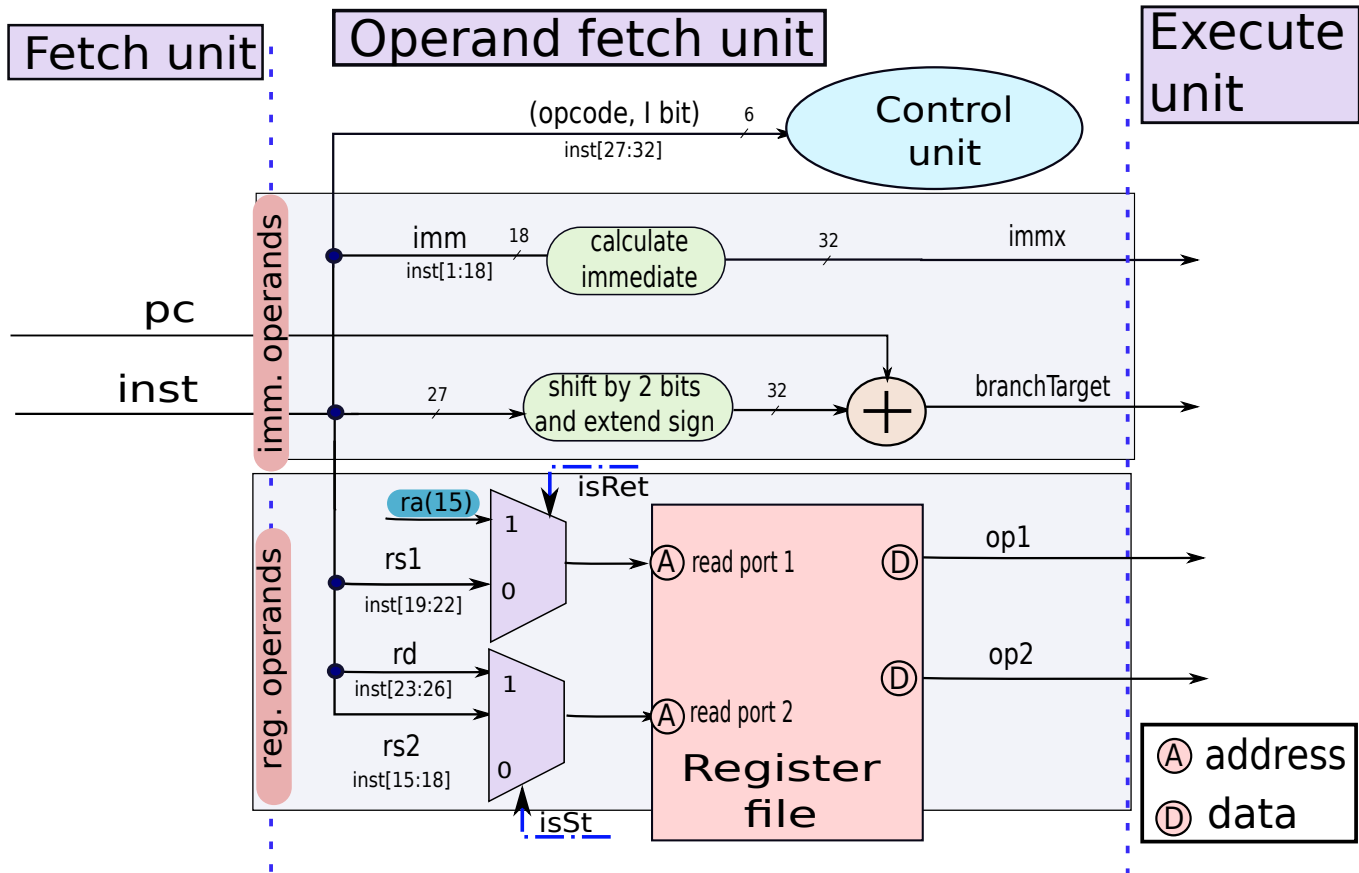 Fetch unit
Operand fetch unit
Execute
unit
(opcode, I bit)
6
inst[27:32]
Control
unit
imm. operands
imm
18
inst[1:18]
calculate
immediate
32
immx
pc
inst
27
shift by 2 bits
and extend sign
32
branchTarget
reg. operands
isRet
ra(15)
1
rs1
0
inst[19:22]
A
read port 1
D
op1
rd
1
inst[23:26]
rs2
0
inst[15:18]
isSt
A
read port 2
D
op2
Register
file
A address
D data